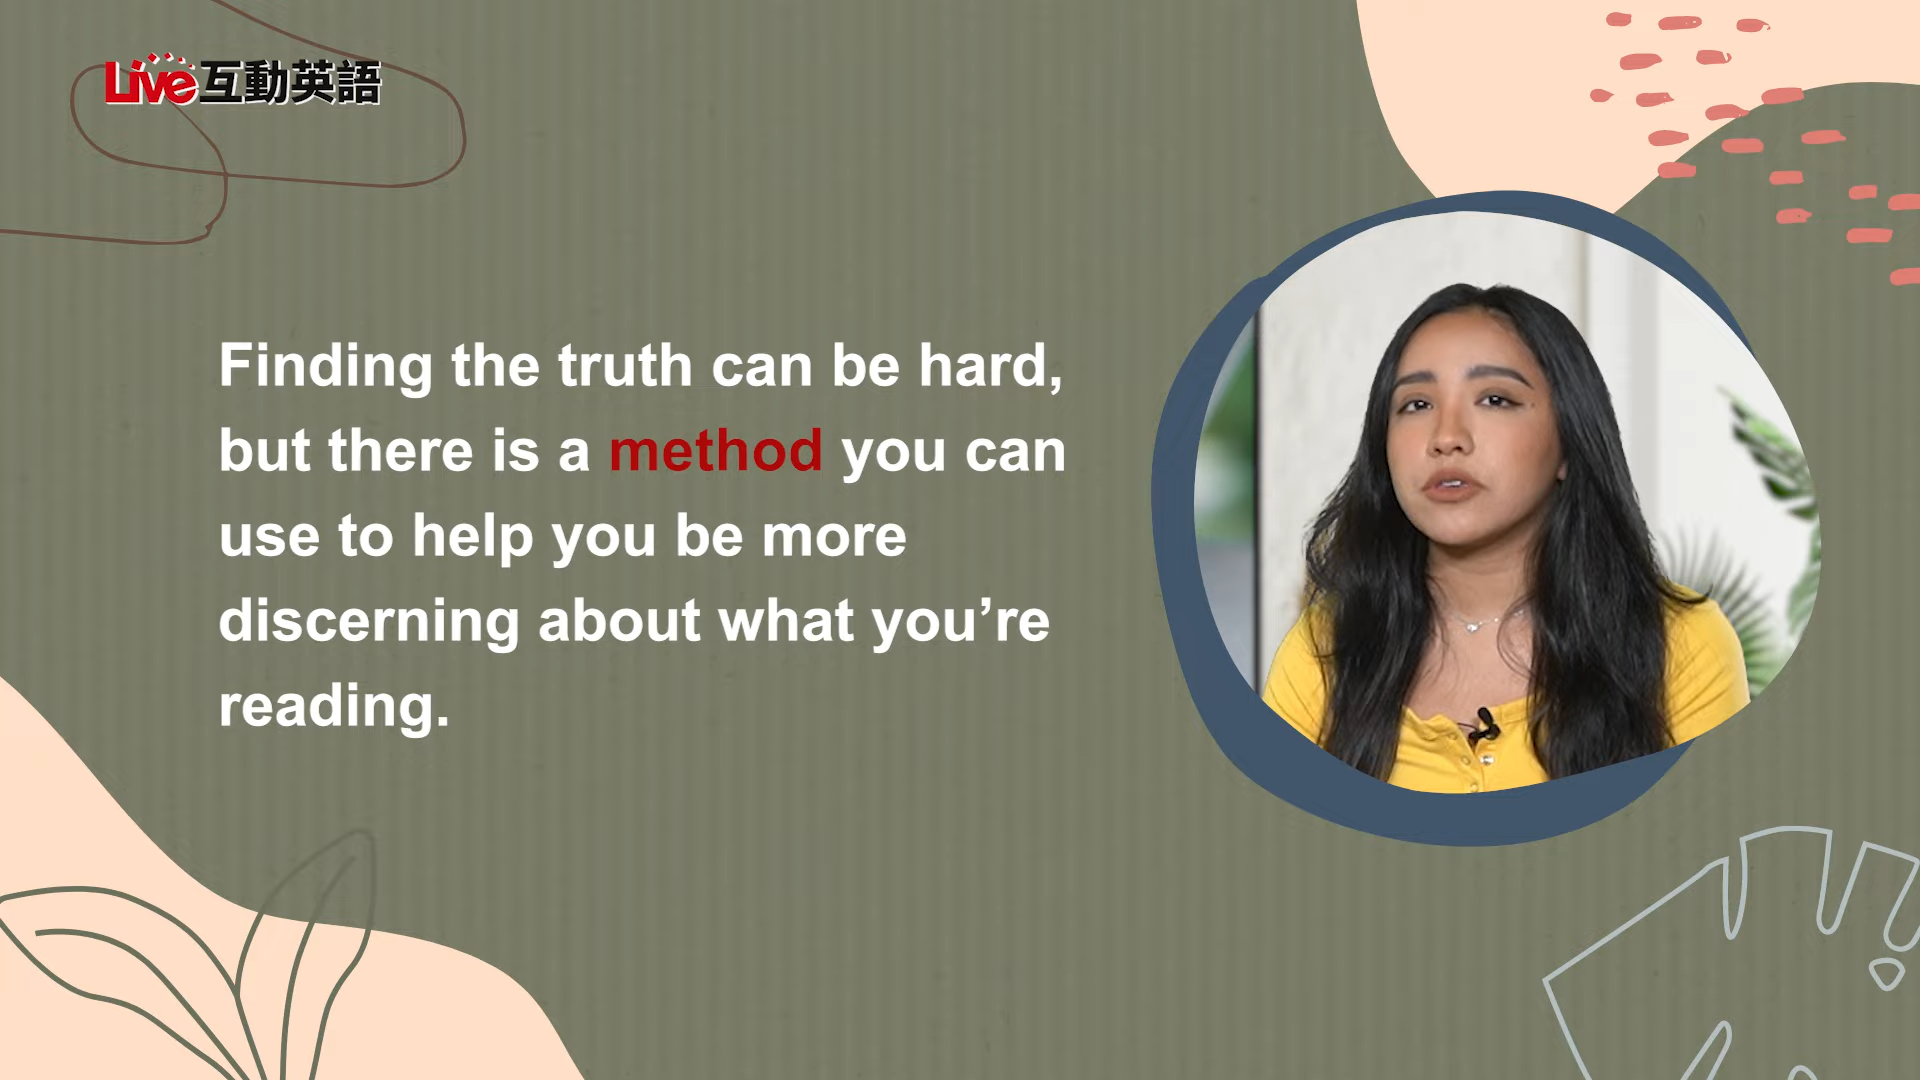 Live互動英語
Finding the truth can be hard,
but there is a method you can
use to help you be more
discerning about what you’re
reading.